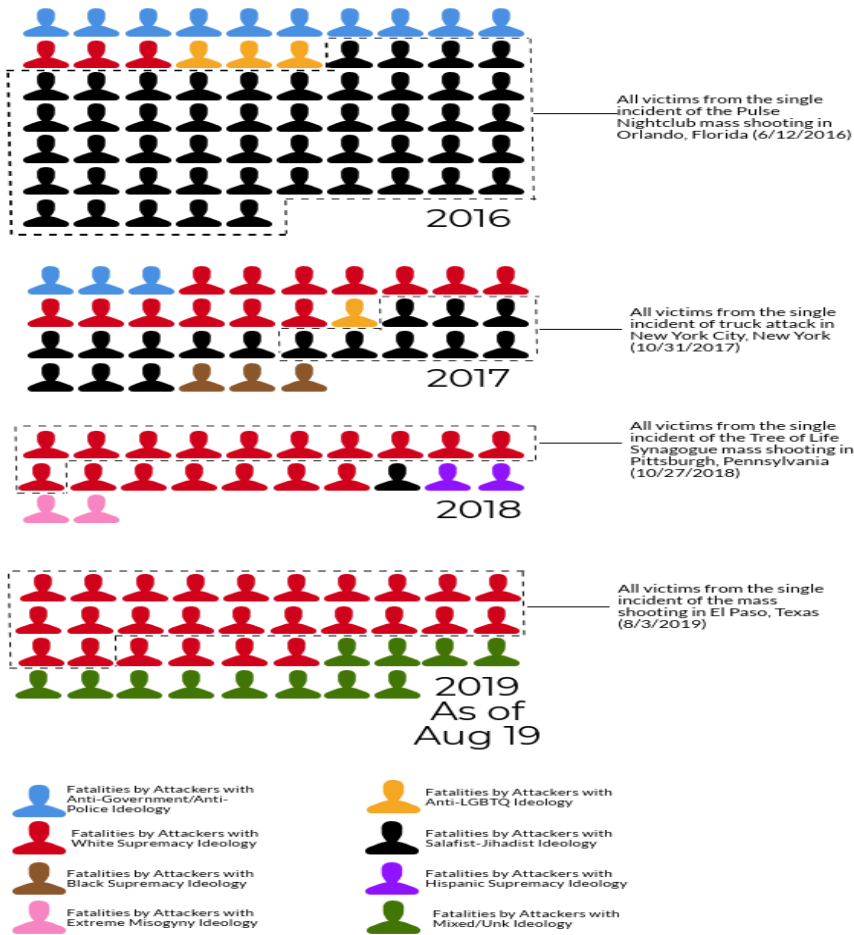 All victims from the single
incident of the Pulse
Nightclub mass shooting in
Orlando, Florida (6/12/2016)
2016
All victims from the single
incident of truck attack in
New York City, New York
(10/31/2017)
2017
All victims from the single
incident of the Tree of Life
Synagogue mass shooting in
Pittsburgh, Pennsylvania
(10/27/2018)
2018
All victims from the single
incident of the mass
shooting in El Paso, Texas
(8/3/2019)
2019
As of
Aug 19
Fatalities by Attackers with
Anti-Government/Anti-
Police Ideology
Fatalities by Attackers with
Anti-LGBTQ Ideology
Fatalities by Attackers with
White Supremacy Ideology
Fatalities by Attackers with
Salafist-Jihadist Ideology
Fatalities by Attackers with
Black Supremacy Ideology
Fatalities by Attackers with
Hispanic Supremacy Ideology
Fatalities by Attackers with
Extreme Misogyny Ideology
Fatalities by Attackers with
Mixed/Unk Ideology